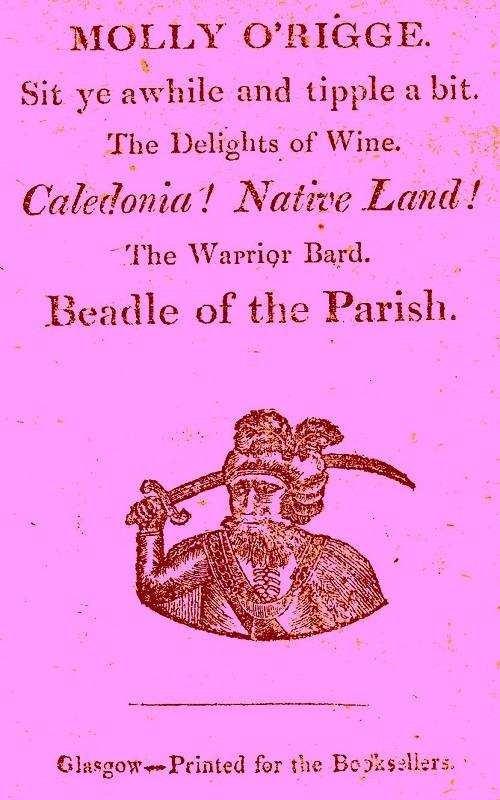 MOLLY O'RIGGE.
Sit ye awhile and tipple a bit.
The Delights of Wine.
Caledonia! Native Land!
The Warrior Bard.
Beadle of the Parish.
Glasgow—Printed for the Booksellers.